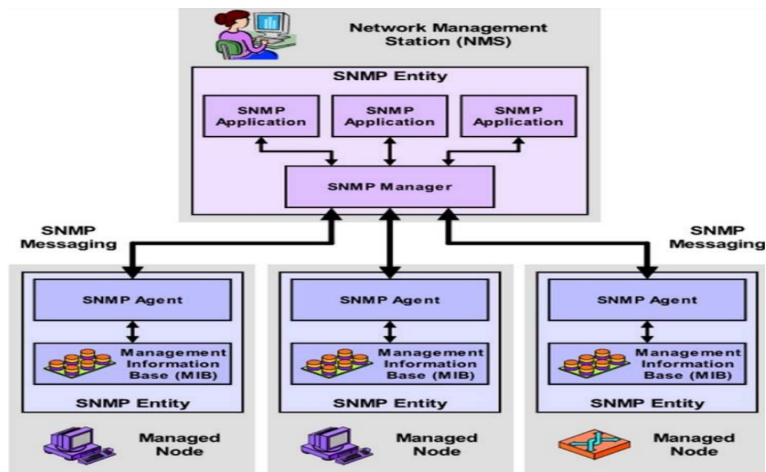 Network Management
Station (NMS)
SNMP Entity
SNMP
Application
SNMP
Application
SNMP
Application
SNMP Manager
SNMP
Messaging
SNMP
Messaging
SNMP Agent
Management
Information
Base (MIB)
SNMP Entity
Managed
Node
SNMP Agent
Management
Information
Base (MIB)
SNMP Entity
Managed
Node
SNMP Agent
Management
Information
Base (MIB)
SNMP Entity
Managed
Node